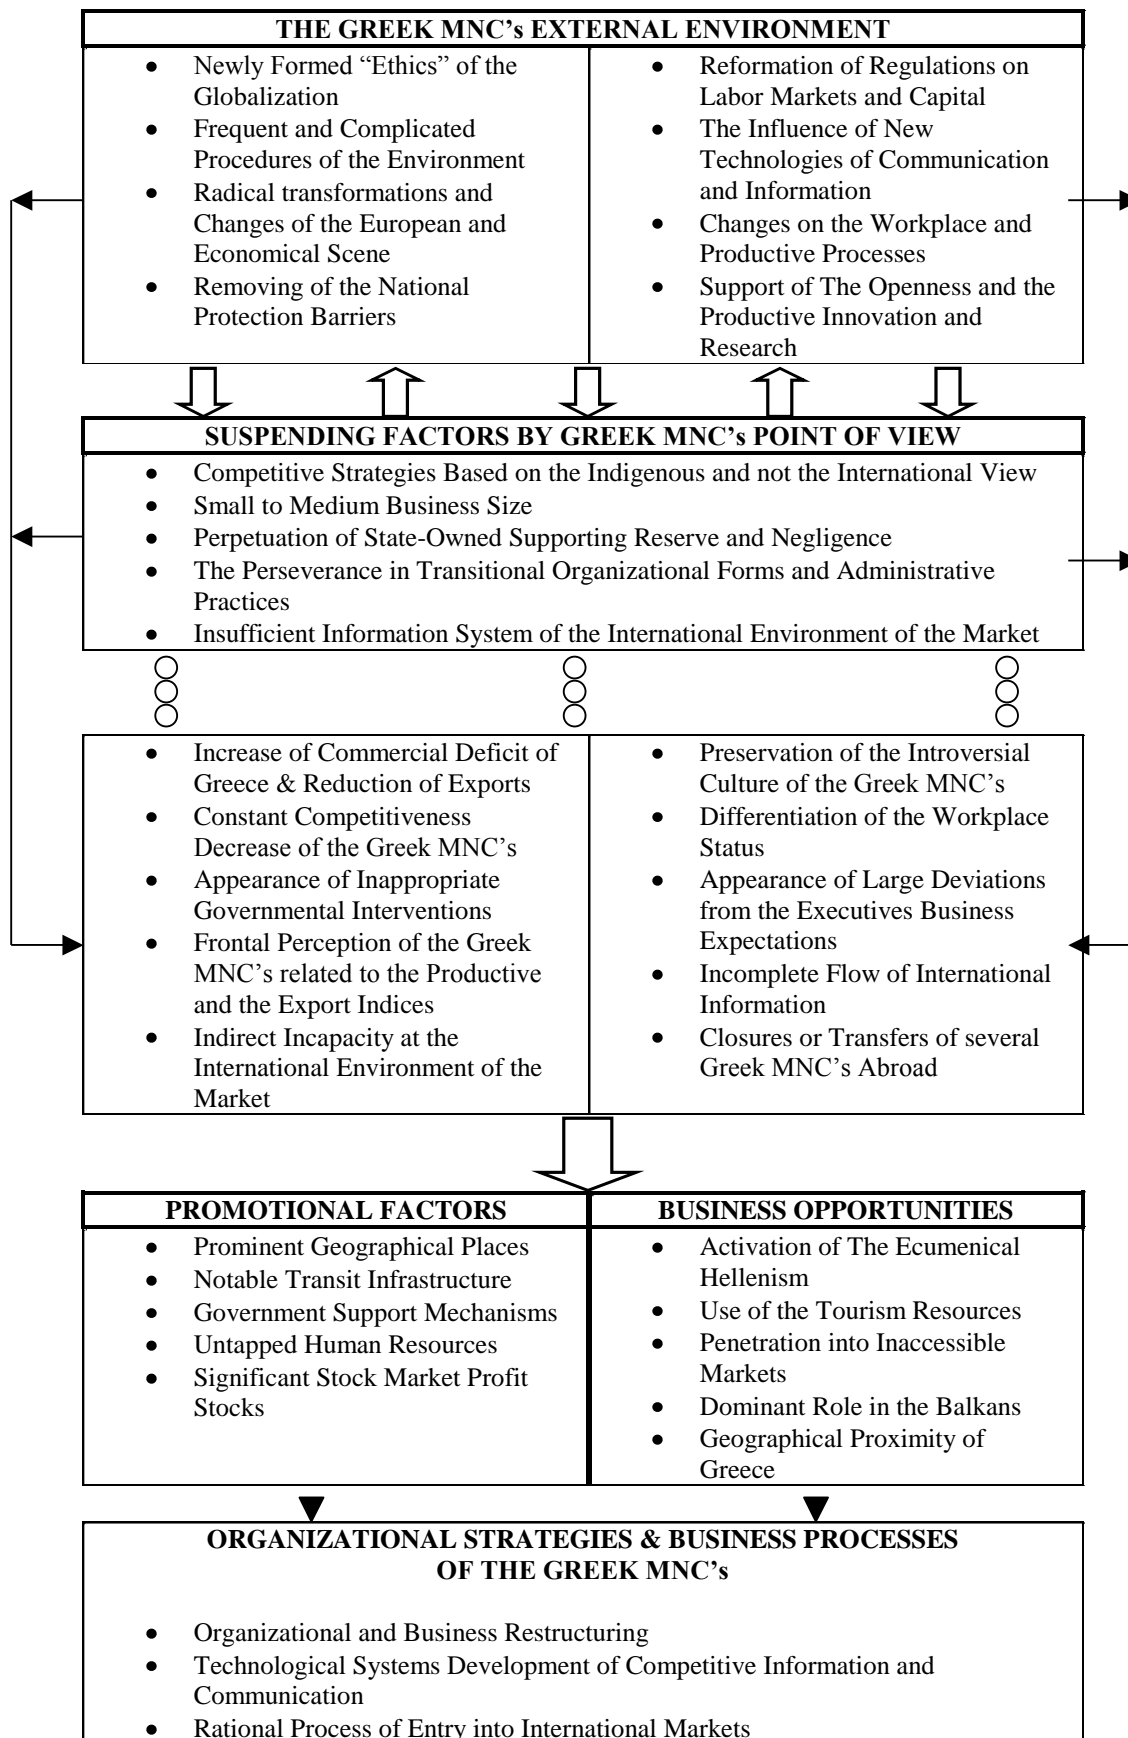 THE GREEK MNC’s EXTERNAL ENVIRONMENT
• Newly Formed “Ethics” of the
Globalization
• Frequent and Complicated
Procedures of the Environment
• Radical transformations and
Changes of the European and
Economical Scene
• Removing of the National
Protection Barriers
• Reformation of Regulations on
Labor Markets and Capital
• The Influence of New
Technologies of Communication
and Information
• Changes on the Workplace and
Productive Processes
• Support of The Openness and the
Productive Innovation and
Research
SUSPENDING FACTORS BY GREEK MNC’s POINT OF VIEW
• Competitive Strategies Based on the Indigenous and not the International View
• Small to Medium Business Size
• Perpetuation of State-Owned Supporting Reserve and Negligence
• The Perseverance in Transitional Organizational Forms and Administrative
Practices
• Insufficient Information System of the International Environment of the Market
• Increase of Commercial Deficit of
Greece & Reduction of Exports
• Constant Competitiveness
Decrease of the Greek MNC’s
• Appearance of Inappropriate
Governmental Interventions
• Frontal Perception of the Greek
MNC’s related to the Productive
and the Export Indices
• Indirect Incapacity at the
International Environment of the
Market
• Preservation of the Introversial
Culture of the Greek MNC’s
• Differentiation of the Workplace
Status
• Appearance of Large Deviations
from the Executives Business
Expectations
• Incomplete Flow of International
Information
• Closures or Transfers of several
Greek MNC’s Abroad
PROMOTIONAL FACTORS
• Prominent Geographical Places
• Notable Transit Infrastructure
• Government Support Mechanisms
• Untapped Human Resources
• Significant Stock Market Profit
Stocks
BUSINESS OPPORTUNITIES
• Activation of The Ecumenical
Hellenism
• Use of the Tourism Resources
• Penetration into Inaccessible
Markets
• Dominant Role in the Balkans
• Geographical Proximity of
Greece
ORGANIZATIONAL STRATEGIES & BUSINESS PROCESSES
OF THE GREEK MNC’s
• Organizational and Business Restructuring
• Technological Systems Development of Competitive Information and
Communication
• Rational Process of Entry into International Markets